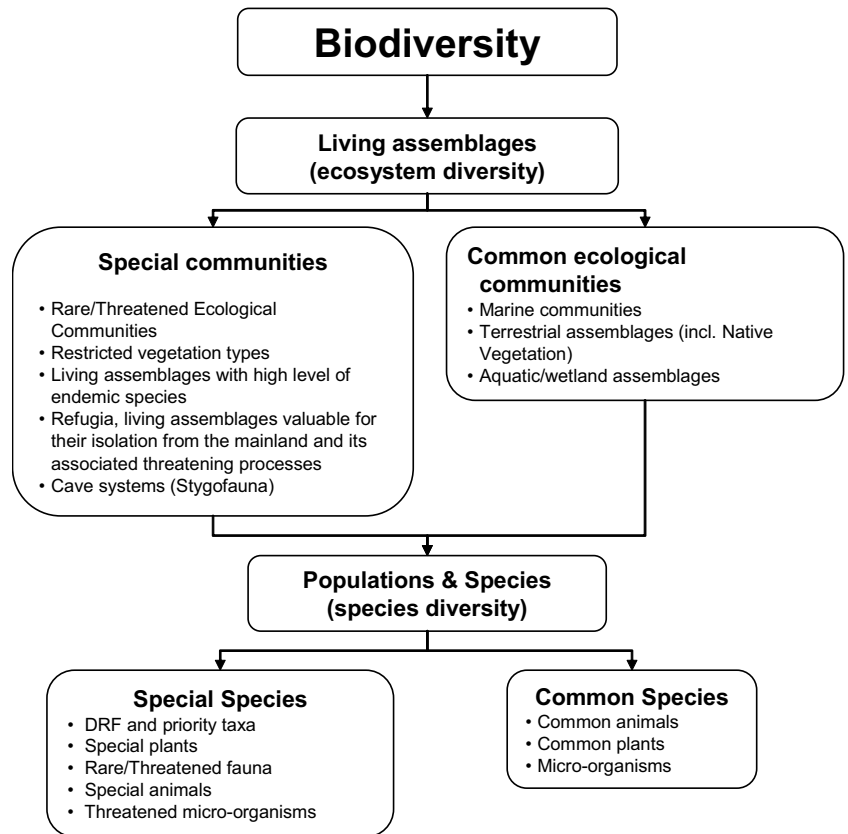 Biodiversity
Living assemblages
(ecosystem diversity)
Special communities
• Rare/Threatened Ecological
Communities
• Restricted vegetation types
• Living assemblages with high level of
endemic species
• Refugia, living assemblages valuable for
their isolation from the mainland and its
associated threatening processes
• Cave systems (Stygofauna)
Common ecological
communities
• Marine communities
• Terrestrial assemblages (incl. Native
Vegetation)
• Aquatic/wetland assemblages
Populations & Species
(species diversity)
Special Species
• DRF and priority taxa
• Special plants
• Rare/Threatened fauna
• Special animals
• Threatened micro-organisms
Common Species
• Common animals
• Common plants
• Micro-organisms